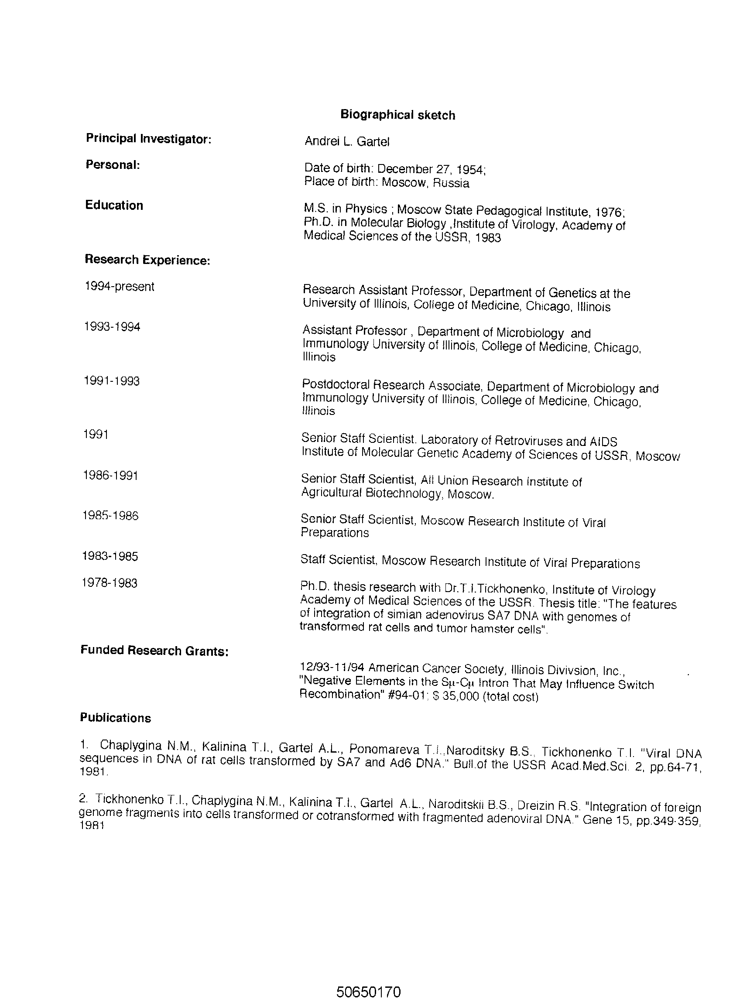 Biographical sketch
Principal Investigator: Andrei L. Gartel
Personal: Date of birth: December 27, 1954;
Place of birth: Moscow, Russia
Education M.S. in Physics ; Moscow State Pedagogical Institute, 1976;
Ph.D. in Molecular Biology ,Institute of Virology, Academy of
Medical Sciences of the USSR, 1983
Research Experience:
1994-present Research Assistant Professor, Department of Genetics at the
University of Illinois, College of Medicine, Chicago, Illinois
1993-1994 Assistant Professor , Department of Microbiology and
Immunology University of Illinois, College of Medicine, Chicago,
Illinois
1991-1993 Postdoctoral Research Associate, Department of Microbiology and
Immunology University of Illinois, College of Medicine, Chicago,
Illinois
1991 Senior Staff Scientist. Laboratory of Retroviruses and AIDS
Institute of Molecular Genetic Academy of Sciences of USSR, Moscow
1986-1991 Senior Staff Scientist, All Union Research Institute of
Agricultural Biotechnology, Moscow.
1985-1986 Senior Staff Scientist, Moscow Research Institute of Viral
Preparations
1983-1985 Staff Scientist, Moscow Research Institute of Viral Preparations
1978-1983 Ph.D. thesis research with Dr.T.I.Tickhonenko, Institute of Virology
Academy of Medical Sciences of the USSR. Thesis title: "The features
of integration of simian adenovirus SA7 DNA with genomes of
transformed rat cells and tumor hamster cells".
Funded Research Grants:
12/93-11/94 American Cancer Society, Illinois Divivsion, Inc.,
"Negative Elements in the Sμ-Cμ Intron That May Influence Switch
Recombination" #94-01; $ 35,000 (total cost)
Publications
1. Chaplygina N.M., Kalinina T.I., Gartel A.L., Ponomareva T.I.,Naroditsky B.S., Tickhonenko T.I. "Viral DNA
sequences in DNA of rat cells transformed by SA7 and Ad6 DNA." Bull.of the USSR Acad.Med.Sci. 2, pp.64-71,
1981.
2. Tickhonenko T.I., Chaplygina N.M., Kalinina T.I., Gartel A.L., Naroditskii B.S., Dreizin R.S. "Integration of foreign
genome fragments into cells transformed or cotransformed with fragmented adenoviral DNA." Gene 15, pp.349-359,
1981
50650170